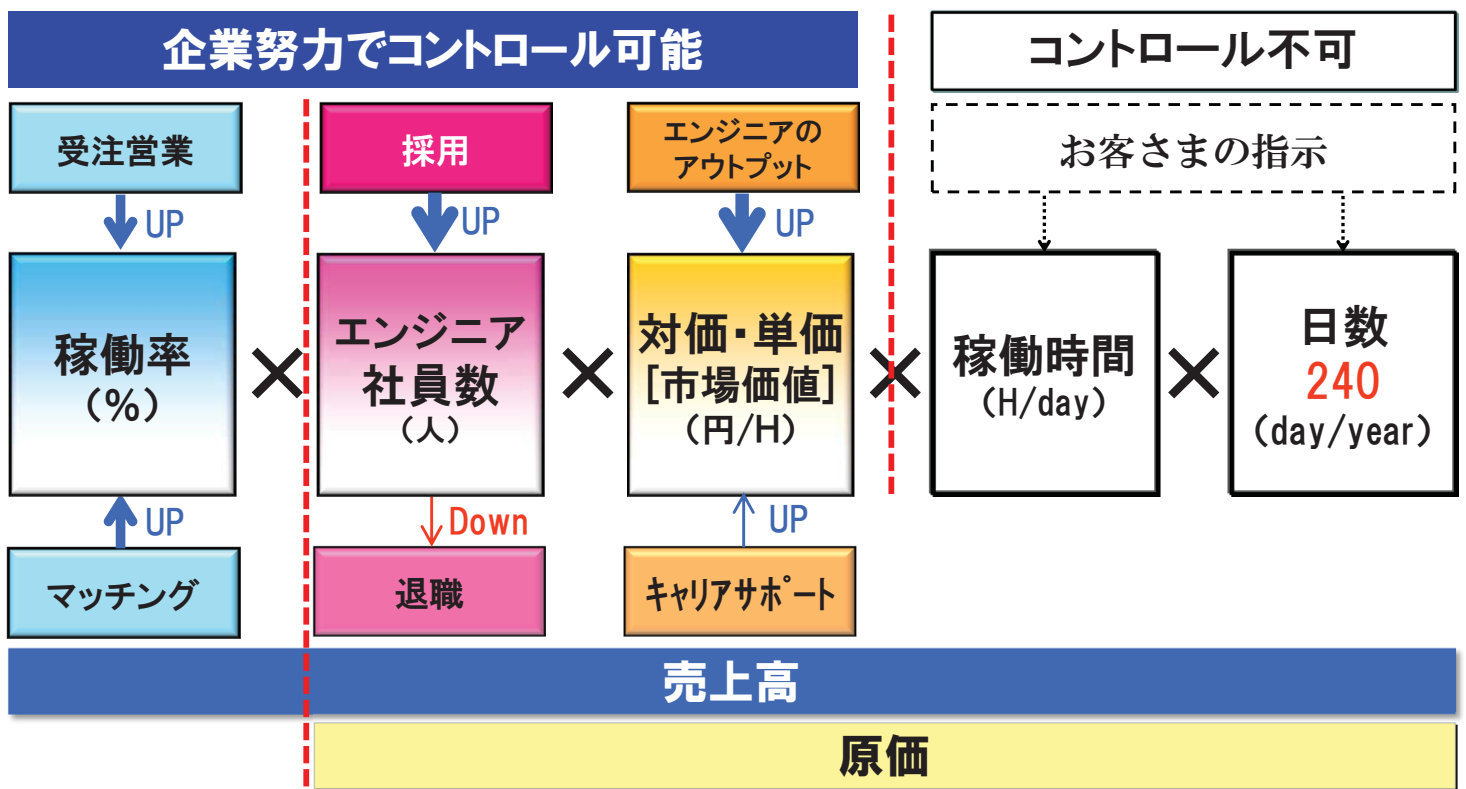 企業努力でコントロール可能
コントロール不可
受注営業
採用
エンジニアの
アウトプット
お客さまの指示
UP
UP
UP
稼働率
（%）
×
エンジニア
社員数
（人）
×
対価・単価
[市場価値]
（円/H）
×
稼働時間
（H/day）
×
日数
240
（day/year）
UP
Down
UP
マッチング
退職
キャリアサポート
売上高
原価